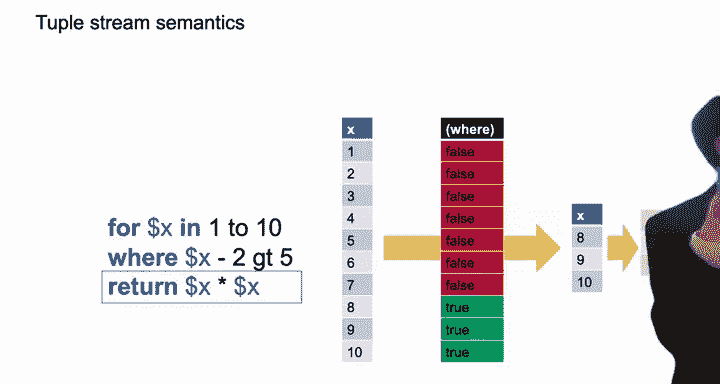 Tuple stream semantics
for $x in 1 to 10
where $x - 2 gt 5
return $x * $x
x
1
2
3
4
5
6
7
8
9
10
(where)
false
false
false
false
false
false
false
true
true
true
x
8
9
10